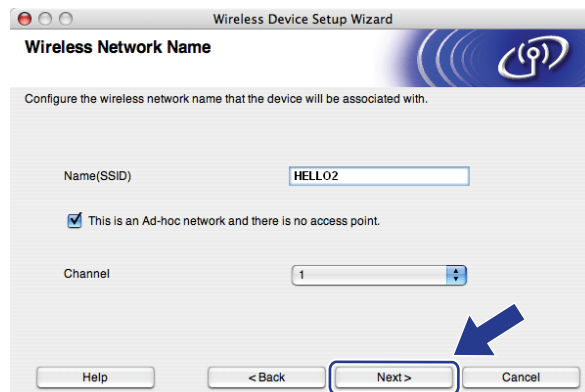 Wireless Device Setup Wizard
Wireless Network Name
Configure the wireless network name that the device will be associated with.
Name(SSID) HELLO2
This is an Ad-hoc network and there is no access point.
Channel 1
Help <Back Next> Cancel